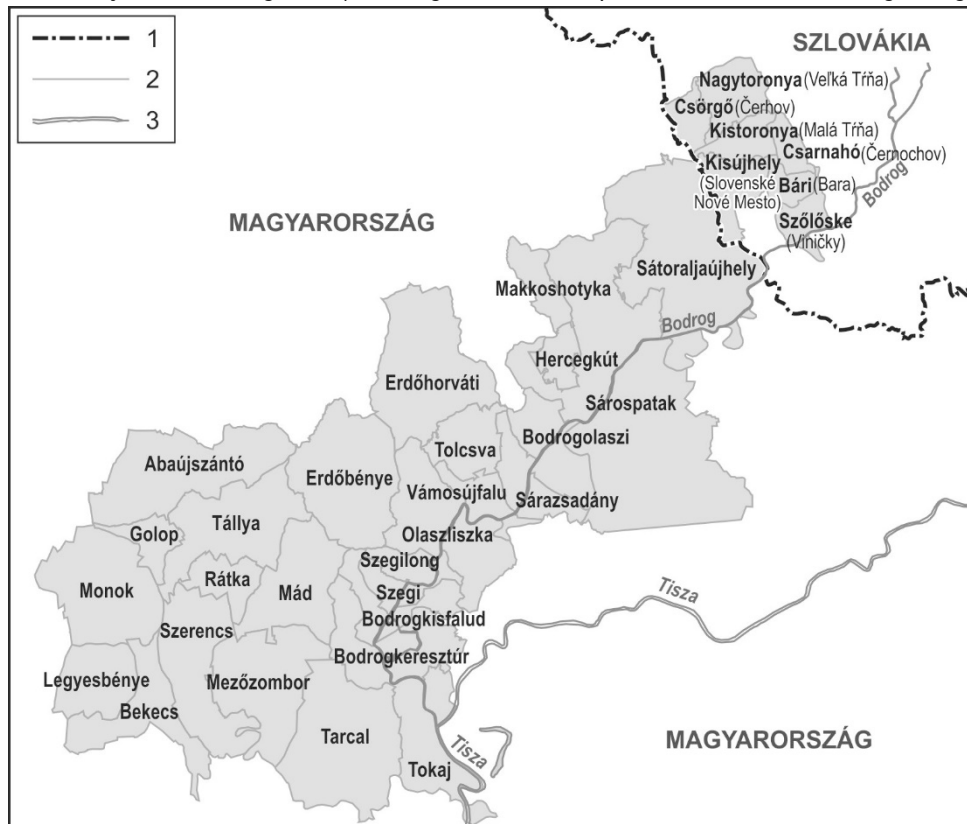 1
2
3
SZLOVÁKIA
Nagytoronya (Veľká Tŕňa)
Csörgő (Čerhov)
Kistoronya (Malá Tŕňa)
Csarnahó (Černochov)
Kisújhely
(Slovenské
Nové Mesto)
Bári (Bara)
Bodrog
Szőlőske
(Viničky)
MAGYARORSZÁG
Sátoraljaújhely
Makkoshotyka
Bodrog
Hercegkút
Erdőhorváti
Sárospatak
Bodrogolaszi
Tolcsva
Abaújszántó
Erdőbénye
Vámosújfalu
Sárazsadány
Tállya
Golop
Olaszliszka
Szegilong
Rátka
Monok
Mád
Szegi
Tisza
Bodrogkisfalud
Szerencs
Bodrogkeresztúr
Legyesbénye
Mezőzombor
Bekecs
Tarcal
Tisza
MAGYARORSZÁG
Tokaj